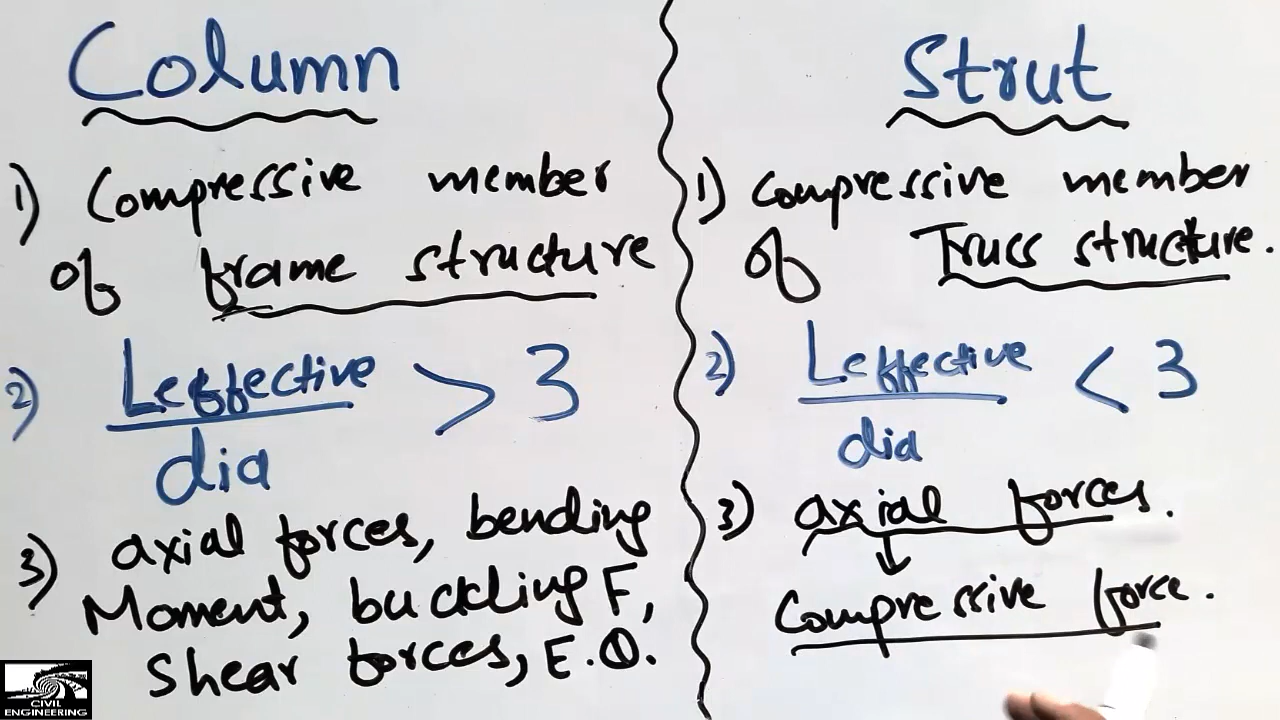 Column
1) Compressive member
of frame structure
2) Leffective
dia
> 3
3) axial forces, bending
Moment, buckling F,
Shear forces, E.Q.
Strut
1) Compressive member
of Truss structure.
2) Leffective
dia
< 3
3) axial forces.
↓
Compressive force.
CIVIL
ENGINEERING